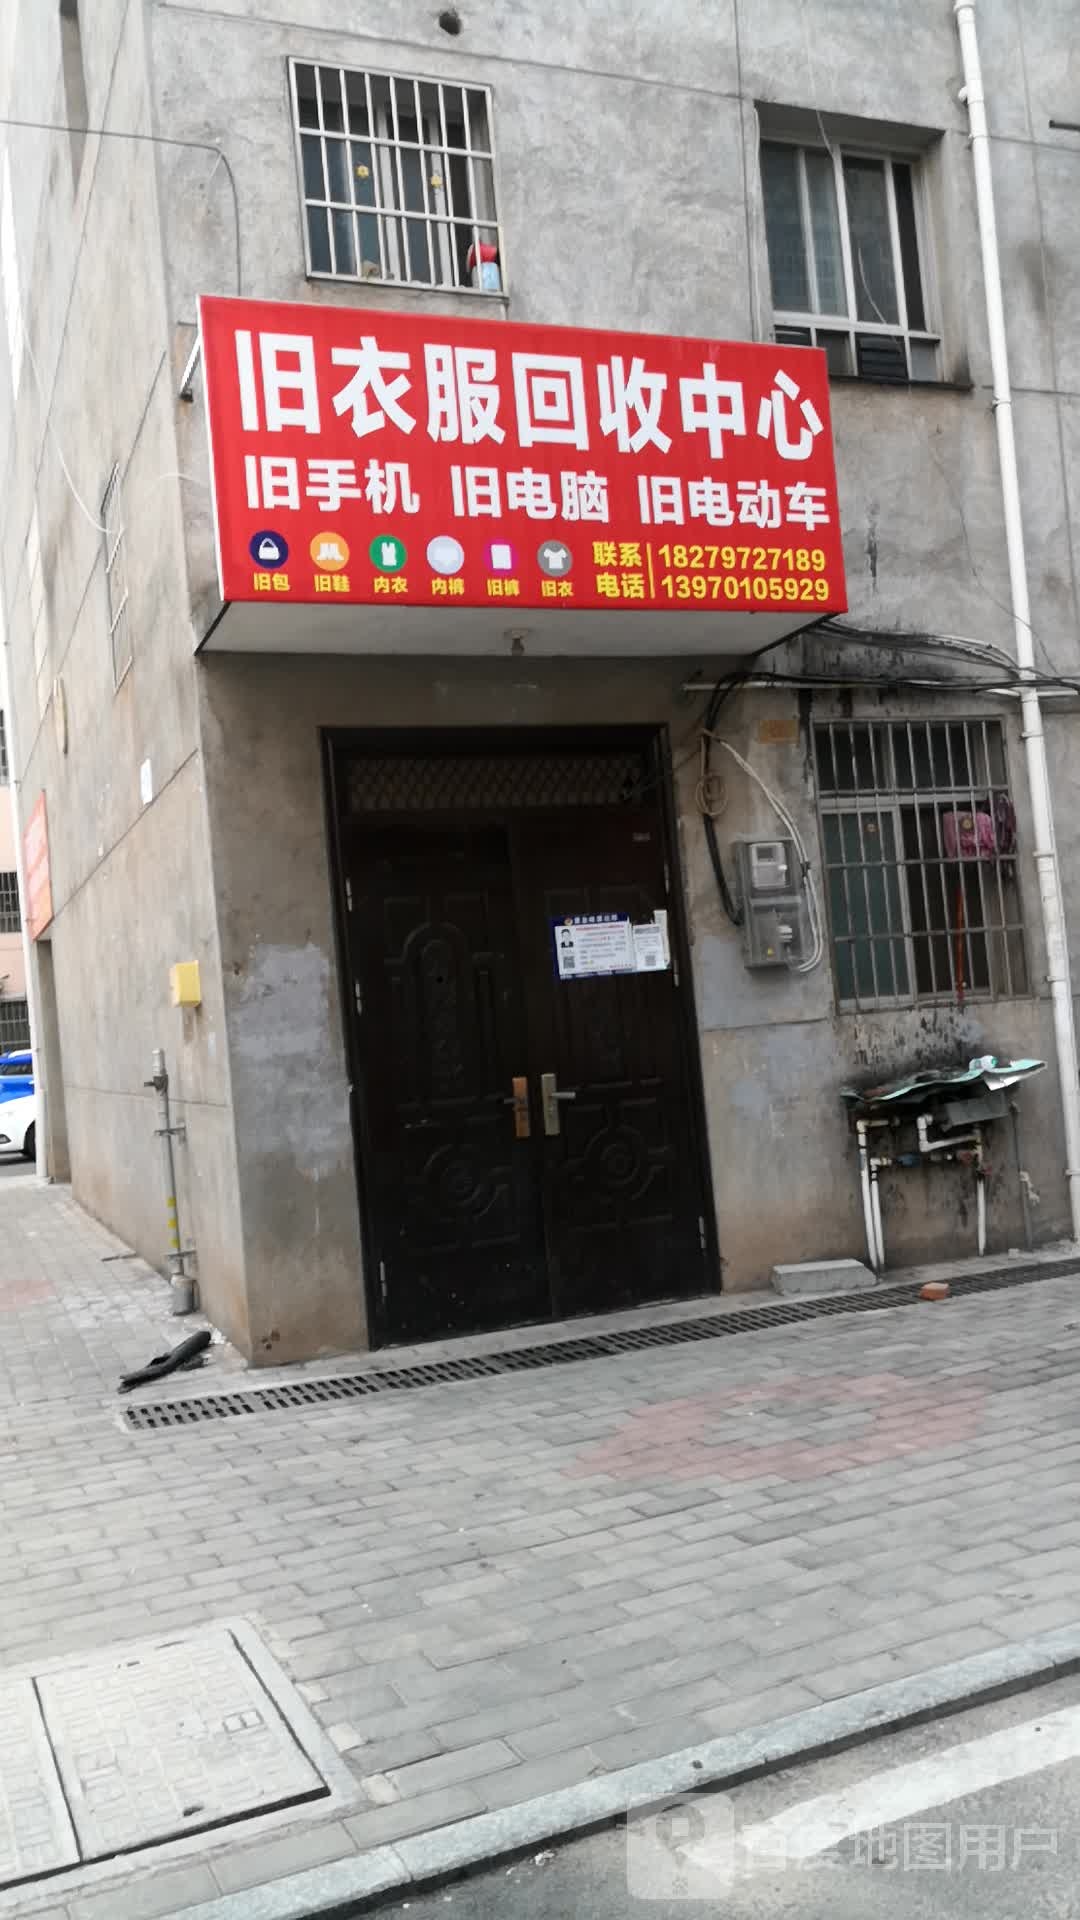 旧衣服回收中心
旧手机 旧电脑 旧电动车
旧包 旧鞋 内衣 内裤 旧裤 旧衣
联系电话
18279727189
13970105929
百度地图用户